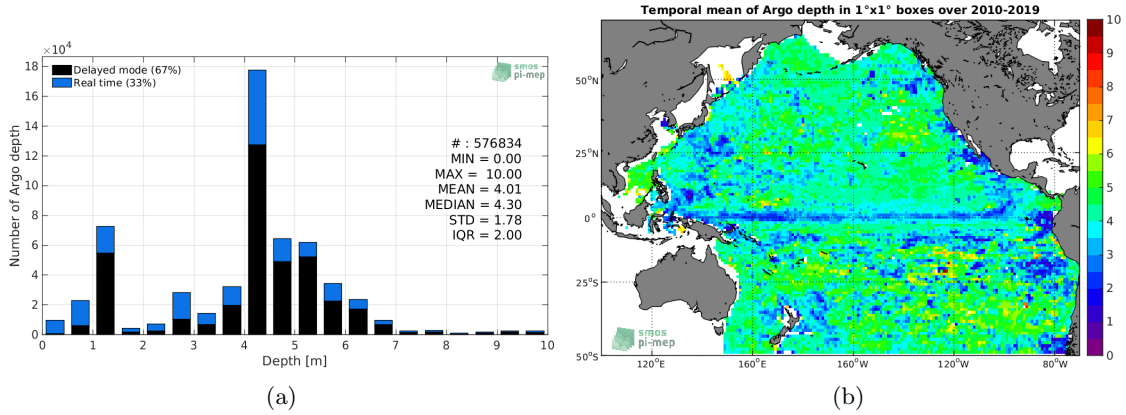 ×10⁴
18
16
14
12
10
8
6
4
2
0
Number of Argo depth
Delayed mode (67%)
Real time (33%)
smos
pi-mep
# : 576834
MIN = 0.00
MAX = 10.00
MEAN = 4.01
MEDIAN = 4.30
STD = 1.78
IQR = 2.00
0 1 2 3 4 5 6 7 8 9 10
Depth [m]
(a)
Temporal mean of Argo depth in 1°x1° boxes over 2010-2019
50°N
25°N
0°
25°S
50°S
smos
pi-mep
120°E 160°E 160°W 120°W 80°W
10
9
8
7
6
5
4
3
2
1
0
(b)